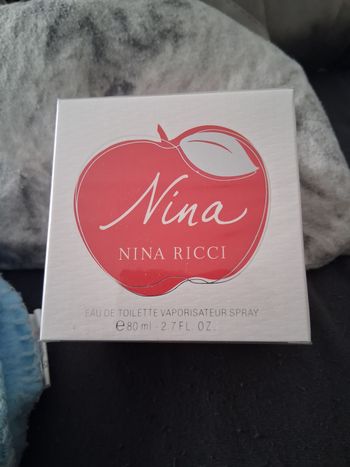 Nina
NINA RICCI
EAU DE TOILETTE VAPORISATEUR SPRAY
℮80 ml - 2.7 FL. OZ.